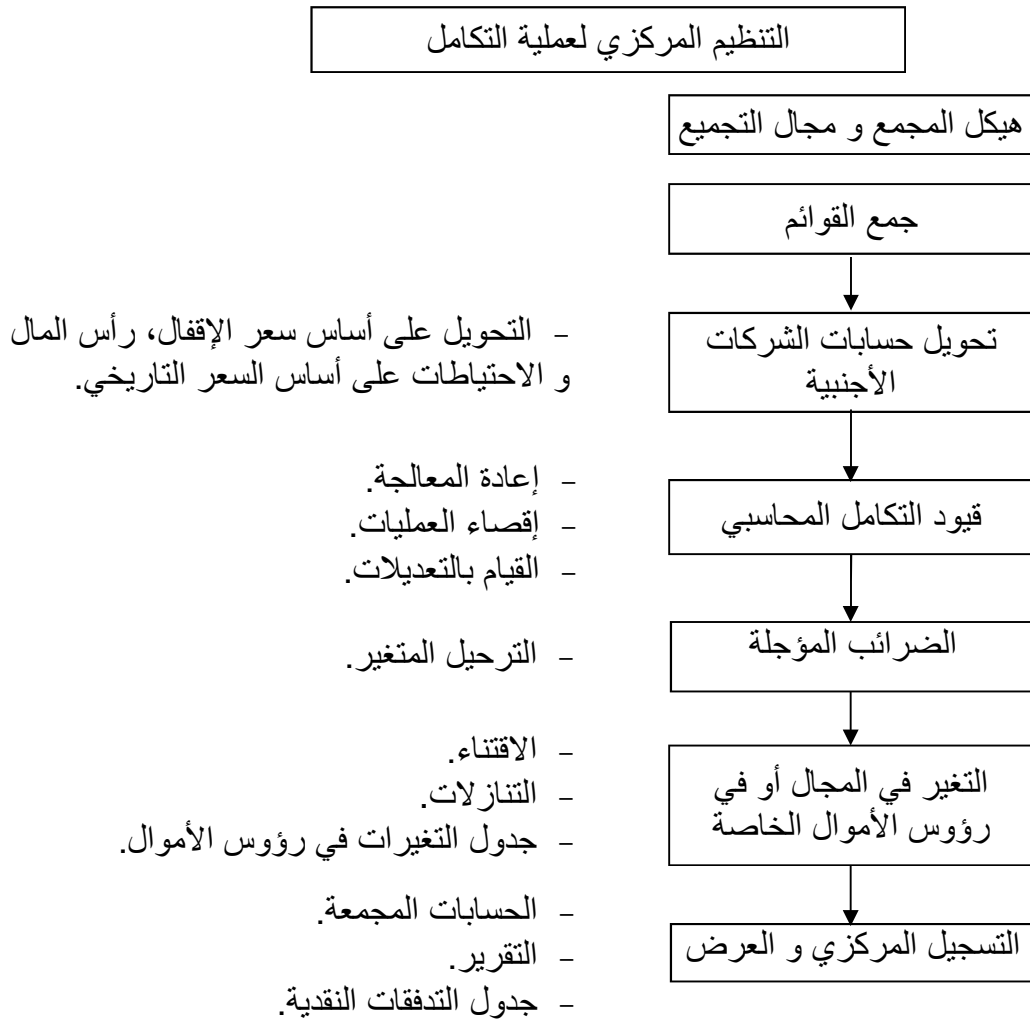 التنظيم المركزي لعملية التكامل
هيكل المجمع و مجال التجميع
جمع القوائم
تحويل حسابات الشركات
الأجنبية
- التحويل على أساس سعر الإقفال، رأس المال
و الاحتياطات على أساس السعر التاريخي.
قيود التكامل المحاسبي
- إعادة المعالجة.
- إقصاء العمليات.
- القيام بالتعديلات.
الضرائب المؤجلة
- الترحيل المتغير.
التغير في المجال أو في
رؤوس الأموال الخاصة
- الاقتناء.
- التنازلات.
- جدول التغيرات في رؤوس الأموال.
التسجيل المركزي و العرض
- الحسابات المجمعة.
- التقرير.
- جدول التدفقات النقدية.